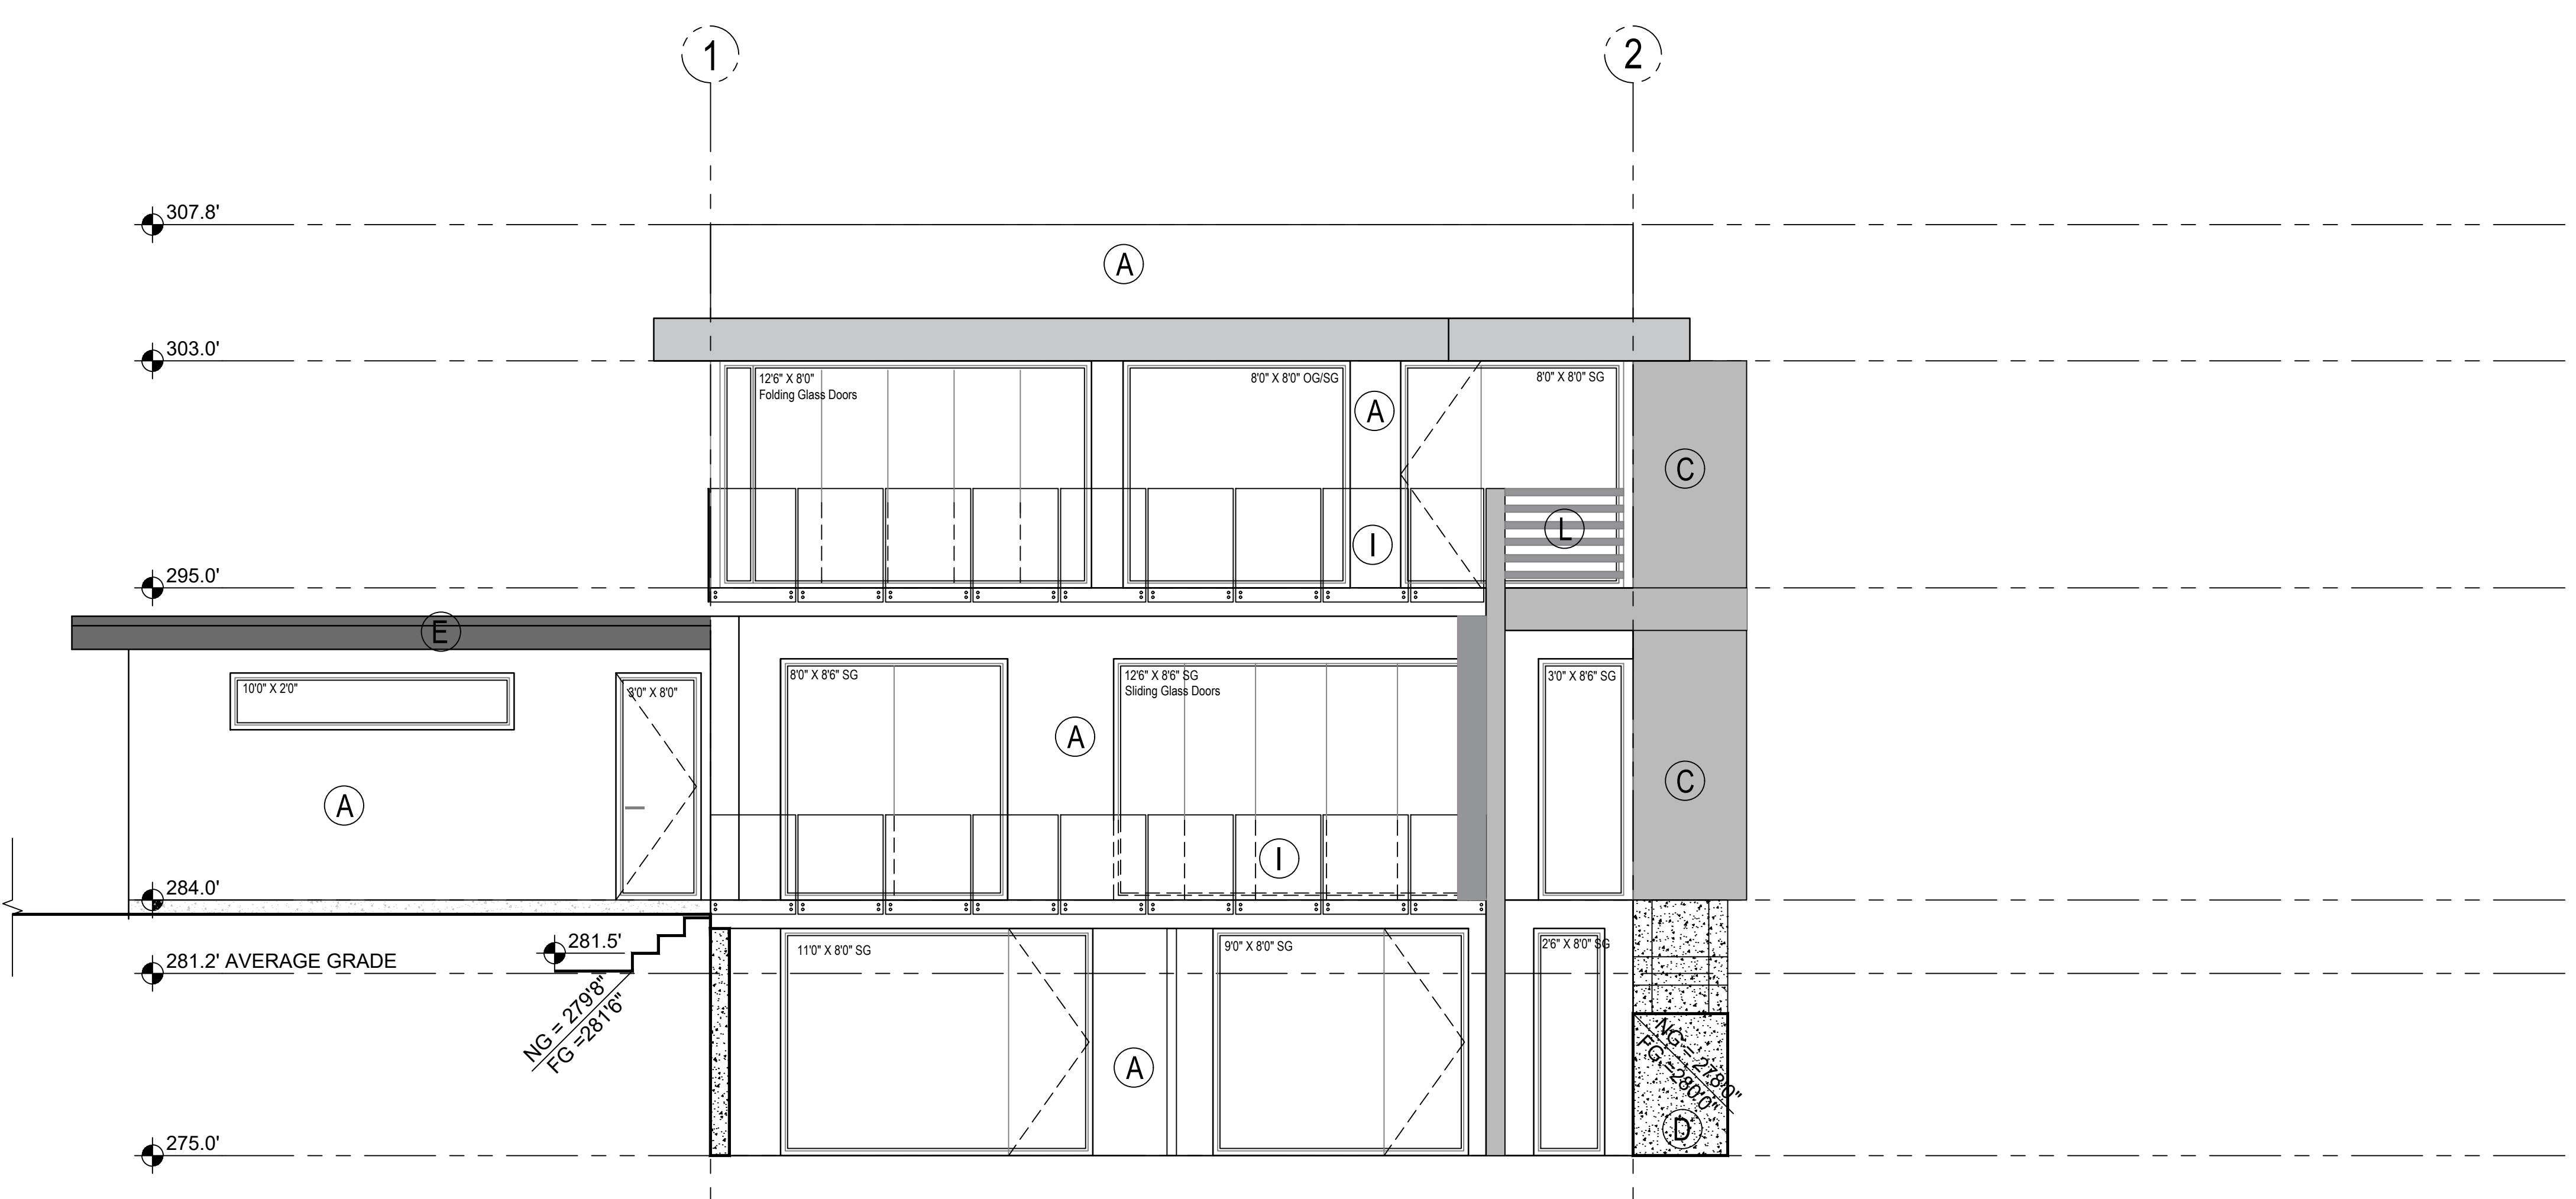 1
2
307.8'
A
303.0'
12'6" X 8'0"
Folding Glass Doors
8'0" X 8'0" OG/SG
8'0" X 8'0" SG
A
C
L
I
295.0'
E
10'0" X 2'0"
3'0" X 8'0"
8'0" X 8'6" SG
12'6" X 8'6" SG
Sliding Glass Doors
3'0" X 8'6" SG
A
C
A
I
284.0'
281.5'
281.2' AVERAGE GRADE
11'0" X 8'0" SG
9'0" X 8'0" SG
2'6" X 8'0" SG
NG = 279'8"
FG =281'6"
NG = 278'0"
FG =280'0"
A
D
275.0'